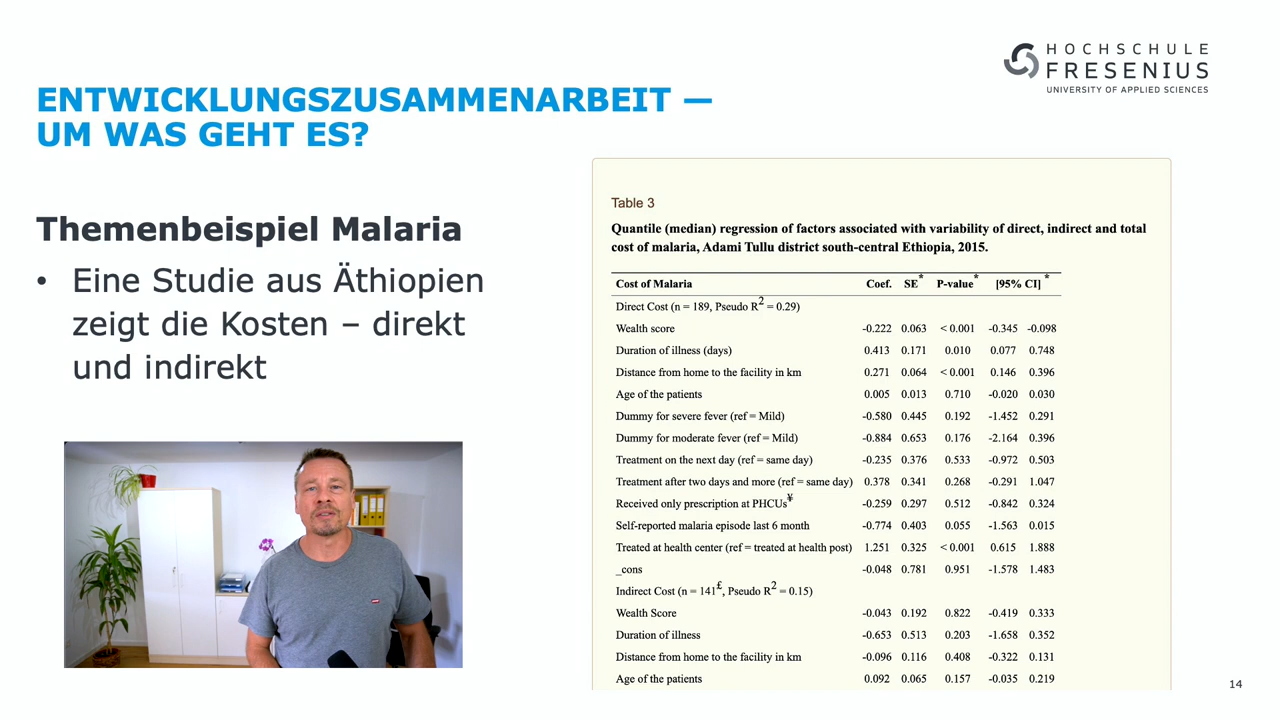 HOCHSCHULE
FRESENIUS
UNIVERSITY OF APPLIED SCIENCES
ENTWICKLUNGSZUSAMMENARBEIT —
UM WAS GEHT ES?
Themenbeispiel Malaria
• Eine Studie aus Äthiopien
zeigt die Kosten – direkt
und indirekt
Table 3
Quantile (median) regression of factors associated with variability of direct, indirect and total
cost of malaria, Adami Tullu district south-central Ethiopia, 2015.
Cost of Malaria Coef. SE* P-value* [95% CI]*
Direct Cost (n = 189, Pseudo R2 = 0.29)
Wealth score -0.222 0.063 < 0.001 -0.345 -0.098
Duration of illness (days) 0.413 0.171 0.010 0.077 0.748
Distance from home to the facility in km 0.271 0.064 < 0.001 0.146 0.396
Age of the patients 0.005 0.013 0.710 -0.020 0.030
Dummy for severe fever (ref = Mild) -0.580 0.445 0.192 -1.452 0.291
Dummy for moderate fever (ref = Mild) -0.884 0.653 0.176 -2.164 0.396
Treatment on the next day (ref = same day) -0.235 0.376 0.533 -0.972 0.503
Treatment after two days and more (ref = same day) 0.378 0.341 0.268 -0.291 1.047
Received only prescription at PHCUs¥ -0.259 0.297 0.512 -0.842 0.324
Self-reported malaria episode last 6 month -0.774 0.403 0.055 -1.563 0.015
Treated at health center (ref = treated at health post) 1.251 0.325 < 0.001 0.615 1.888
_cons -0.048 0.781 0.951 -1.578 1.483
Indirect Cost (n = 141£, Pseudo R2 = 0.15)
Wealth Score -0.043 0.192 0.822 -0.419 0.333
Duration of illness -0.653 0.513 0.203 -1.658 0.352
Distance from home to the facility in km -0.096 0.116 0.408 -0.322 0.131
Age of the patients 0.092 0.065 0.157 -0.035 0.219
14